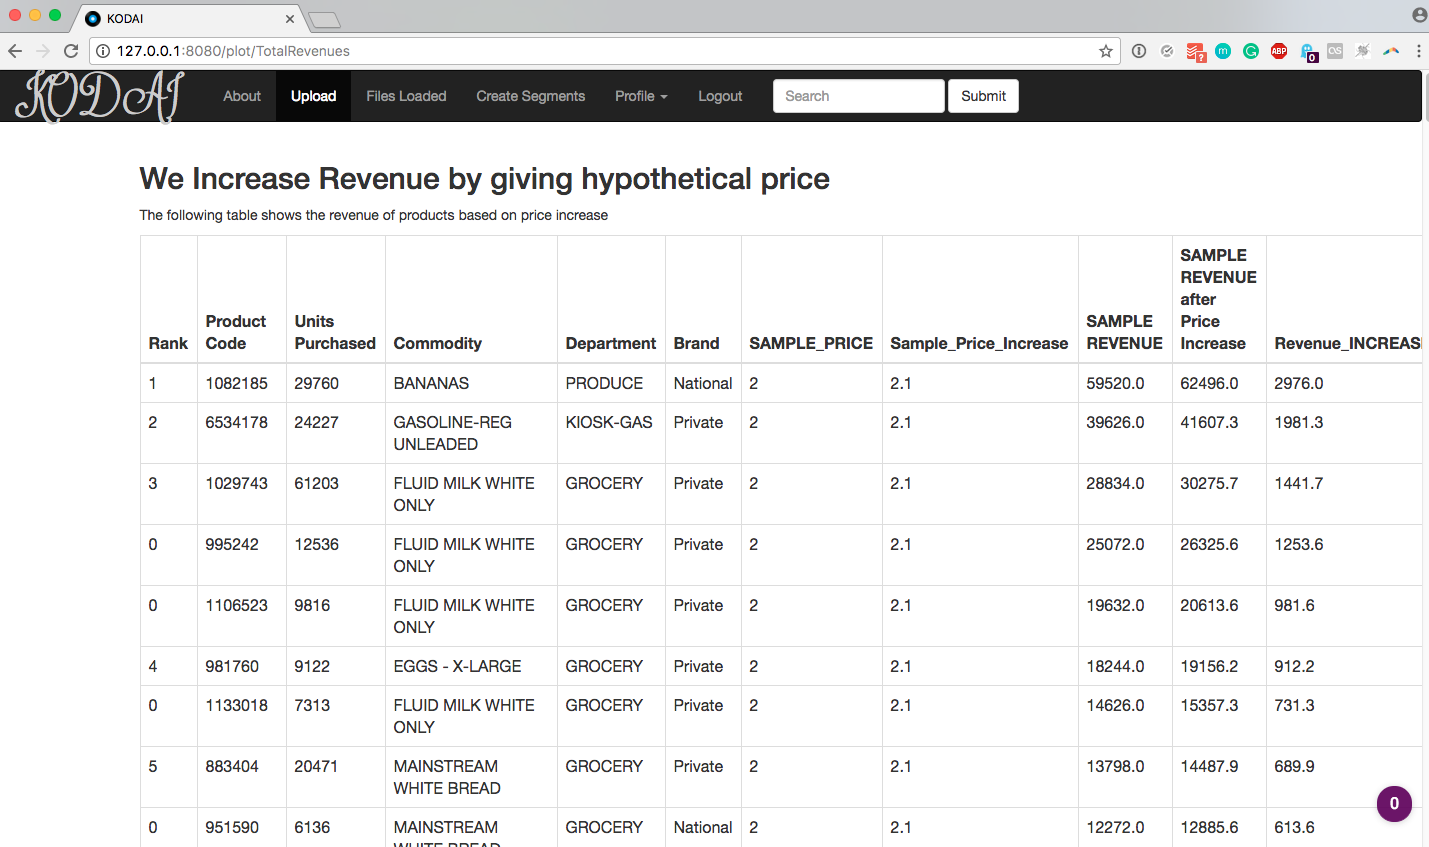 KODAI
127.0.0.1:8080/plot/TotalRevenues
KODAI About Upload Files Loaded Create Segments Profile Logout Search Submit
We Increase Revenue by giving hypothetical price
The following table shows the revenue of products based on price increase
Rank Product Code Units Purchased Commodity Department Brand SAMPLE_PRICE Sample_Price_Increase SAMPLE REVENUE SAMPLE REVENUE after Price Increase Revenue_INCREAS
1 1082185 29760 BANANAS PRODUCE National 2 2.1 59520.0 62496.0 2976.0
2 6534178 24227 GASOLINE-REG UNLEADED KIOSK-GAS Private 2 2.1 39626.0 41607.3 1981.3
3 1029743 61203 FLUID MILK WHITE ONLY GROCERY Private 2 2.1 28834.0 30275.7 1441.7
0 995242 12536 FLUID MILK WHITE ONLY GROCERY Private 2 2.1 25072.0 26325.6 1253.6
0 1106523 9816 FLUID MILK WHITE ONLY GROCERY Private 2 2.1 19632.0 20613.6 981.6
4 981760 9122 EGGS - X-LARGE GROCERY Private 2 2.1 18244.0 19156.2 912.2
0 1133018 7313 FLUID MILK WHITE ONLY GROCERY Private 2 2.1 14626.0 15357.3 731.3
5 883404 20471 MAINSTREAM WHITE BREAD GROCERY Private 2 2.1 13798.0 14487.9 689.9
0 951590 6136 MAINSTREAM WHITE BREAD GROCERY National 2 2.1 12272.0 12885.6 613.6
0